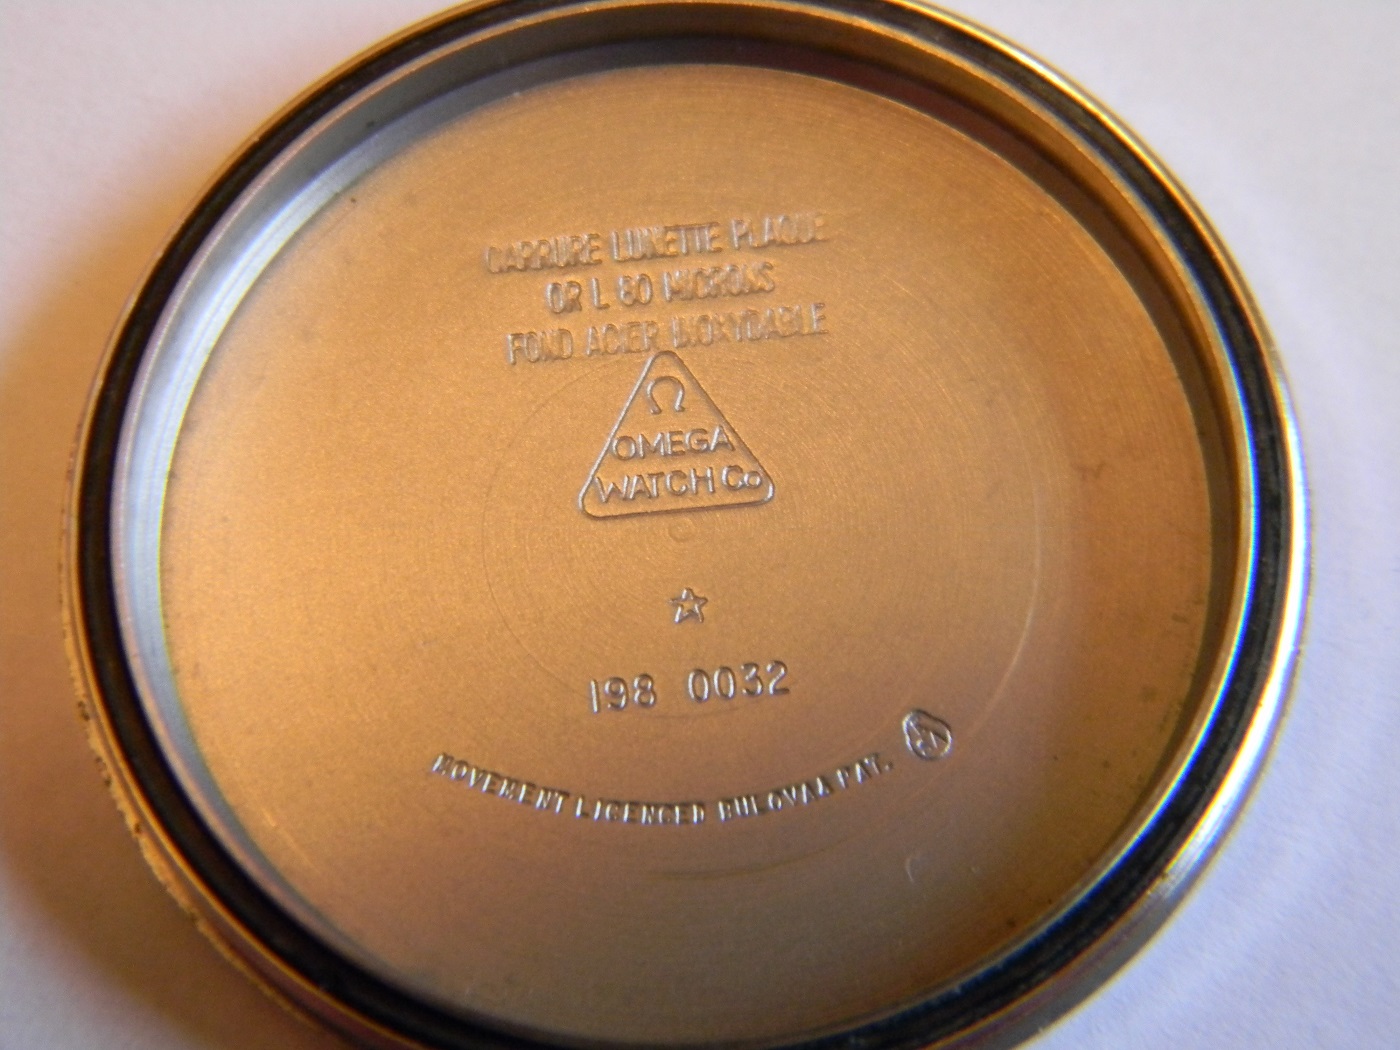 CARRURE LUNETTE PLAQUE
OR L 80 MICRONS
FOND ACIER INOXYDABLE
Ω
OMEGA
WATCH Co
198 0032
MOVEMENT LICENCED BULOVA PAT.